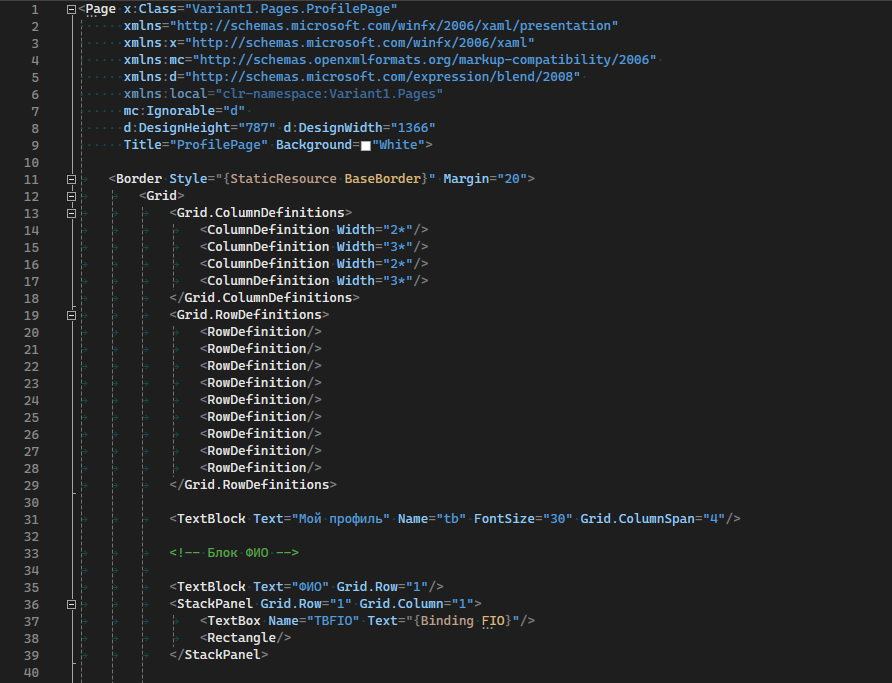 1 <Page x:Class="Variant1.Pages.ProfilePage"
2 xmlns="http://schemas.microsoft.com/winfx/2006/xaml/presentation"
3 xmlns:x="http://schemas.microsoft.com/winfx/2006/xaml"
4 xmlns:mc="http://schemas.openxmlformats.org/markup-compatibility/2006"
5 xmlns:d="http://schemas.microsoft.com/expression/blend/2008"
6 xmlns:local="clr-namespace:Variant1.Pages"
7 mc:Ignorable="d"
8 d:DesignHeight="787" d:DesignWidth="1366"
9 Title="ProfilePage" Background="White">
10
11 <Border Style="{StaticResource BaseBorder}" Margin="20">
12 <Grid>
13 <Grid.ColumnDefinitions>
14 <ColumnDefinition Width="2*"/>
15 <ColumnDefinition Width="3*"/>
16 <ColumnDefinition Width="2*"/>
17 <ColumnDefinition Width="3*"/>
18 </Grid.ColumnDefinitions>
19 <Grid.RowDefinitions>
20 <RowDefinition/>
21 <RowDefinition/>
22 <RowDefinition/>
23 <RowDefinition/>
24 <RowDefinition/>
25 <RowDefinition/>
26 <RowDefinition/>
27 <RowDefinition/>
28 <RowDefinition/>
29 </Grid.RowDefinitions>
30
31 <TextBlock Text="Мой профиль" Name="tb" FontSize="30" Grid.ColumnSpan="4"/>
32
33 <!-- Блок ФИО -->
34
35 <TextBlock Text="ФИО" Grid.Row="1"/>
36 <StackPanel Grid.Row="1" Grid.Column="1">
37 <TextBox Name="TBFIO" Text="{Binding FIO}"/>
38 <Rectangle/>
39 </StackPanel>
40